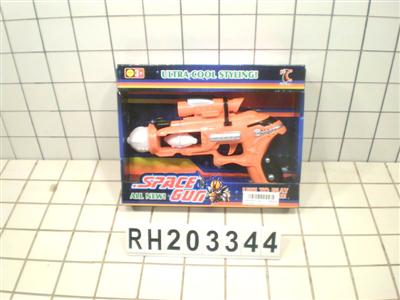 ULTRA-COOL STYLING!
SPACE
GUN
ALL NEW!
RH203344